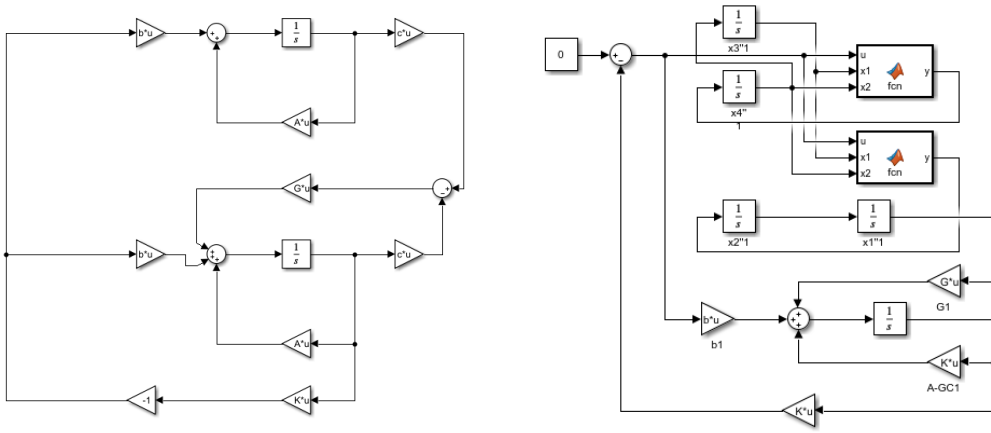 b*u
+
+
1
s
c*u
A*u
G*u
−
+
b*u
+
+
+
1
s
c*u
A*u
-1
K*u
0
+
−
1
s
x3"1
1
s
x4"
1
u
x1
x2
fcn
y
u
x1
x2
fcn
y
1
s
x2"1
1
s
x1"1
G*u
G1
b*u
b1
+
+
+
1
s
K*u
A-GC1
K*u